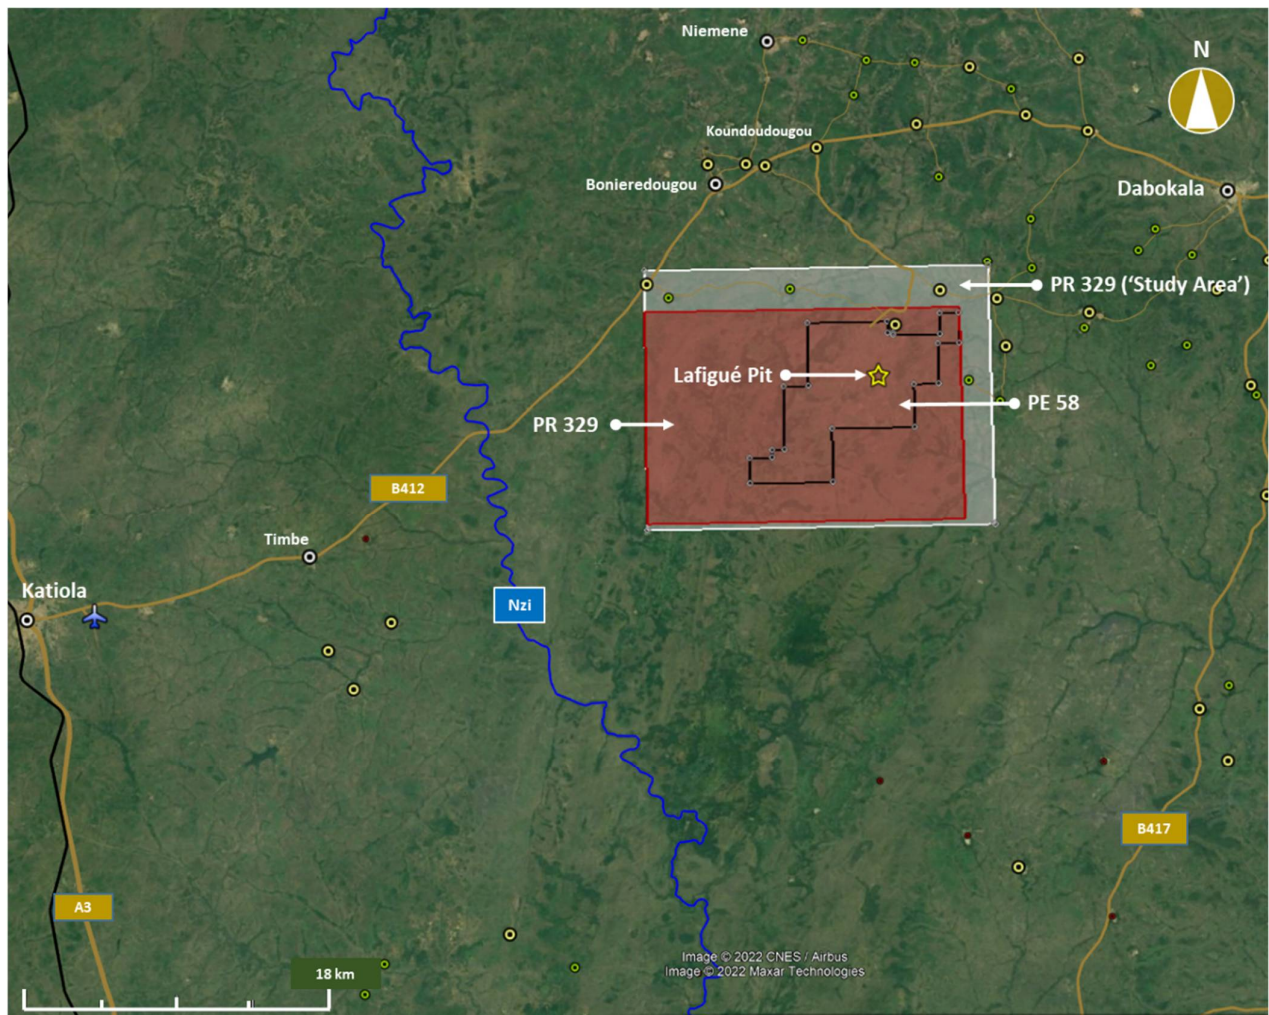 Niemene
N
Koundoudougou
Bonieredougou
Dabokala
PR 329 (‘Study Area’)
Lafigué Pit
PE 58
PR 329
B412
Timbe
Katiola
Nzi
B417
A3
Image © 2022 CNES / Airbus
Image © 2022 Maxar Technologies
18 km